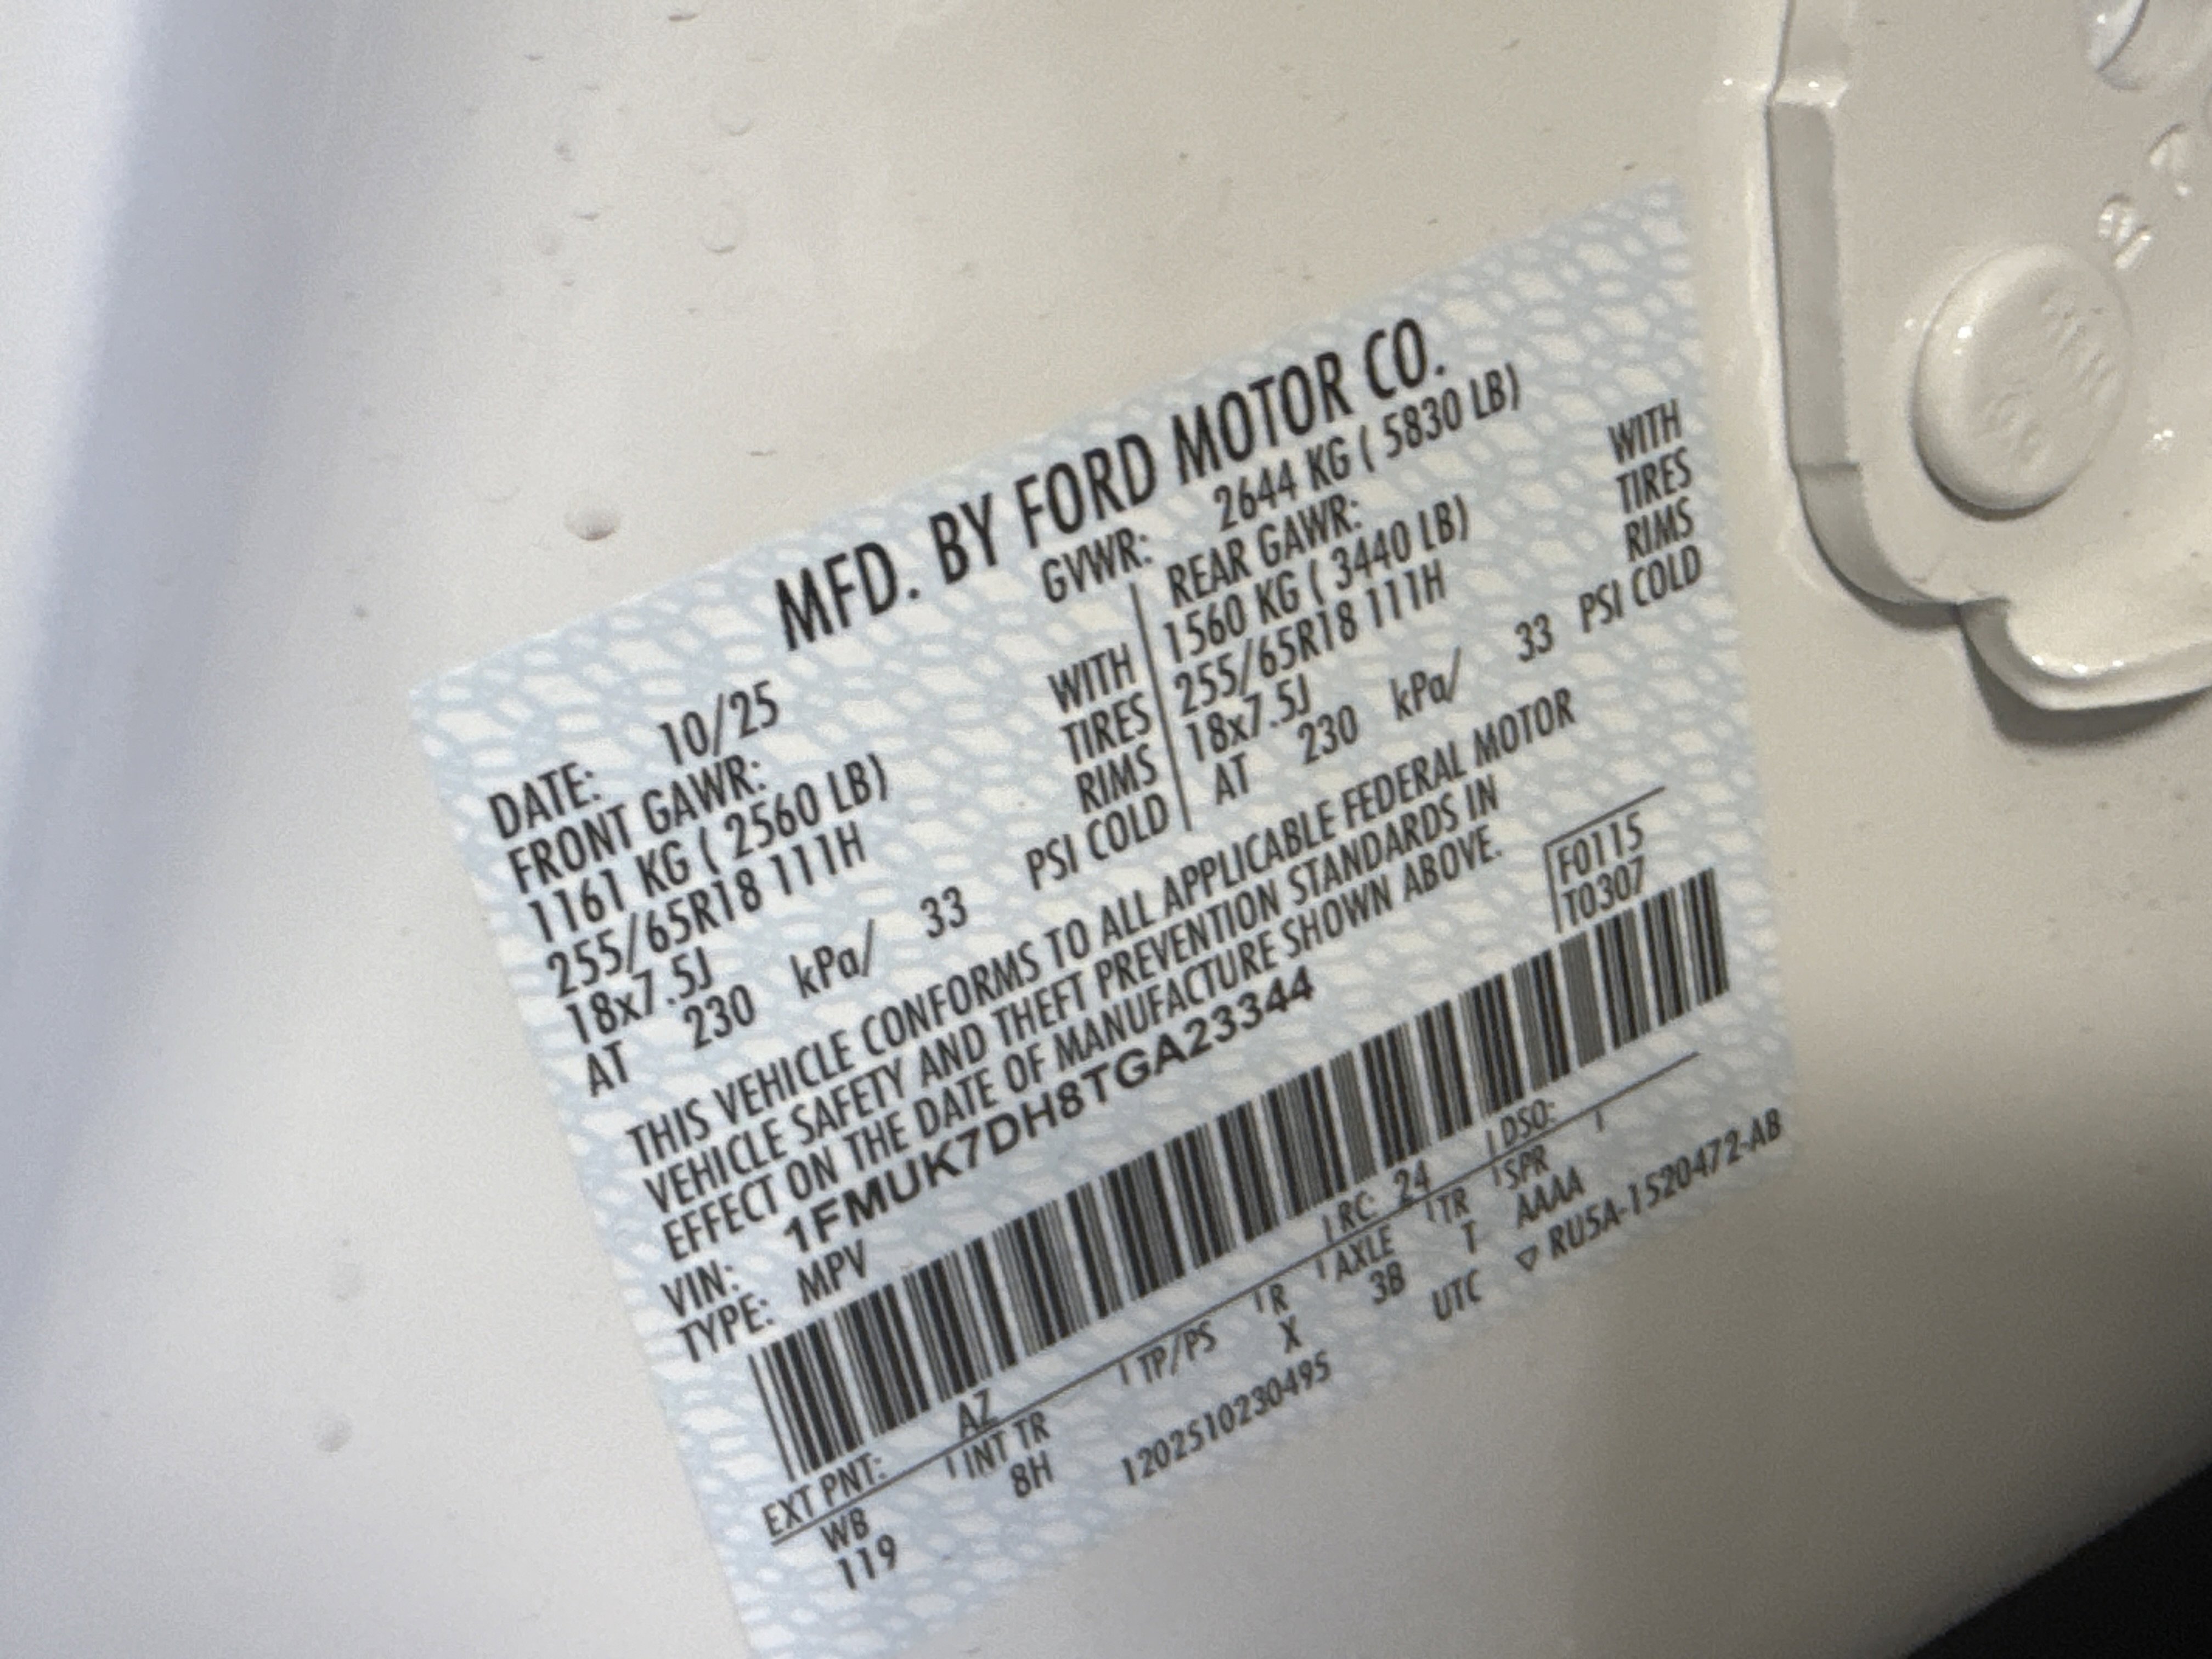 MFD. BY FORD MOTOR CO.
DATE: 10/25 GVWR: 2644 KG ( 5830 LB)
FRONT GAWR: REAR GAWR:
1161 KG ( 2560 LB) WITH 1560 KG ( 3440 LB) WITH
255/65R18 111H TIRES 255/65R18 111H TIRES
18x7.5J RIMS 18x7.5J RIMS
AT 230 kPa/ 33 PSI COLD AT 230 kPa/ 33 PSI COLD
THIS VEHICLE CONFORMS TO ALL APPLICABLE FEDERAL MOTOR
VEHICLE SAFETY AND THEFT PREVENTION STANDARDS IN
EFFECT ON THE DATE OF MANUFACTURE SHOWN ABOVE.
VIN: 1FMUK7DH8TGA23344 F0115
TYPE: MPV T0307
EXT PNT: AZ RC: 24 DSO:
WB INT TR TP/PS R AXLE TR SPR
119 8H X 3B T AAAA
1202510230495 UTC ▽ RU5A-1520472-AB